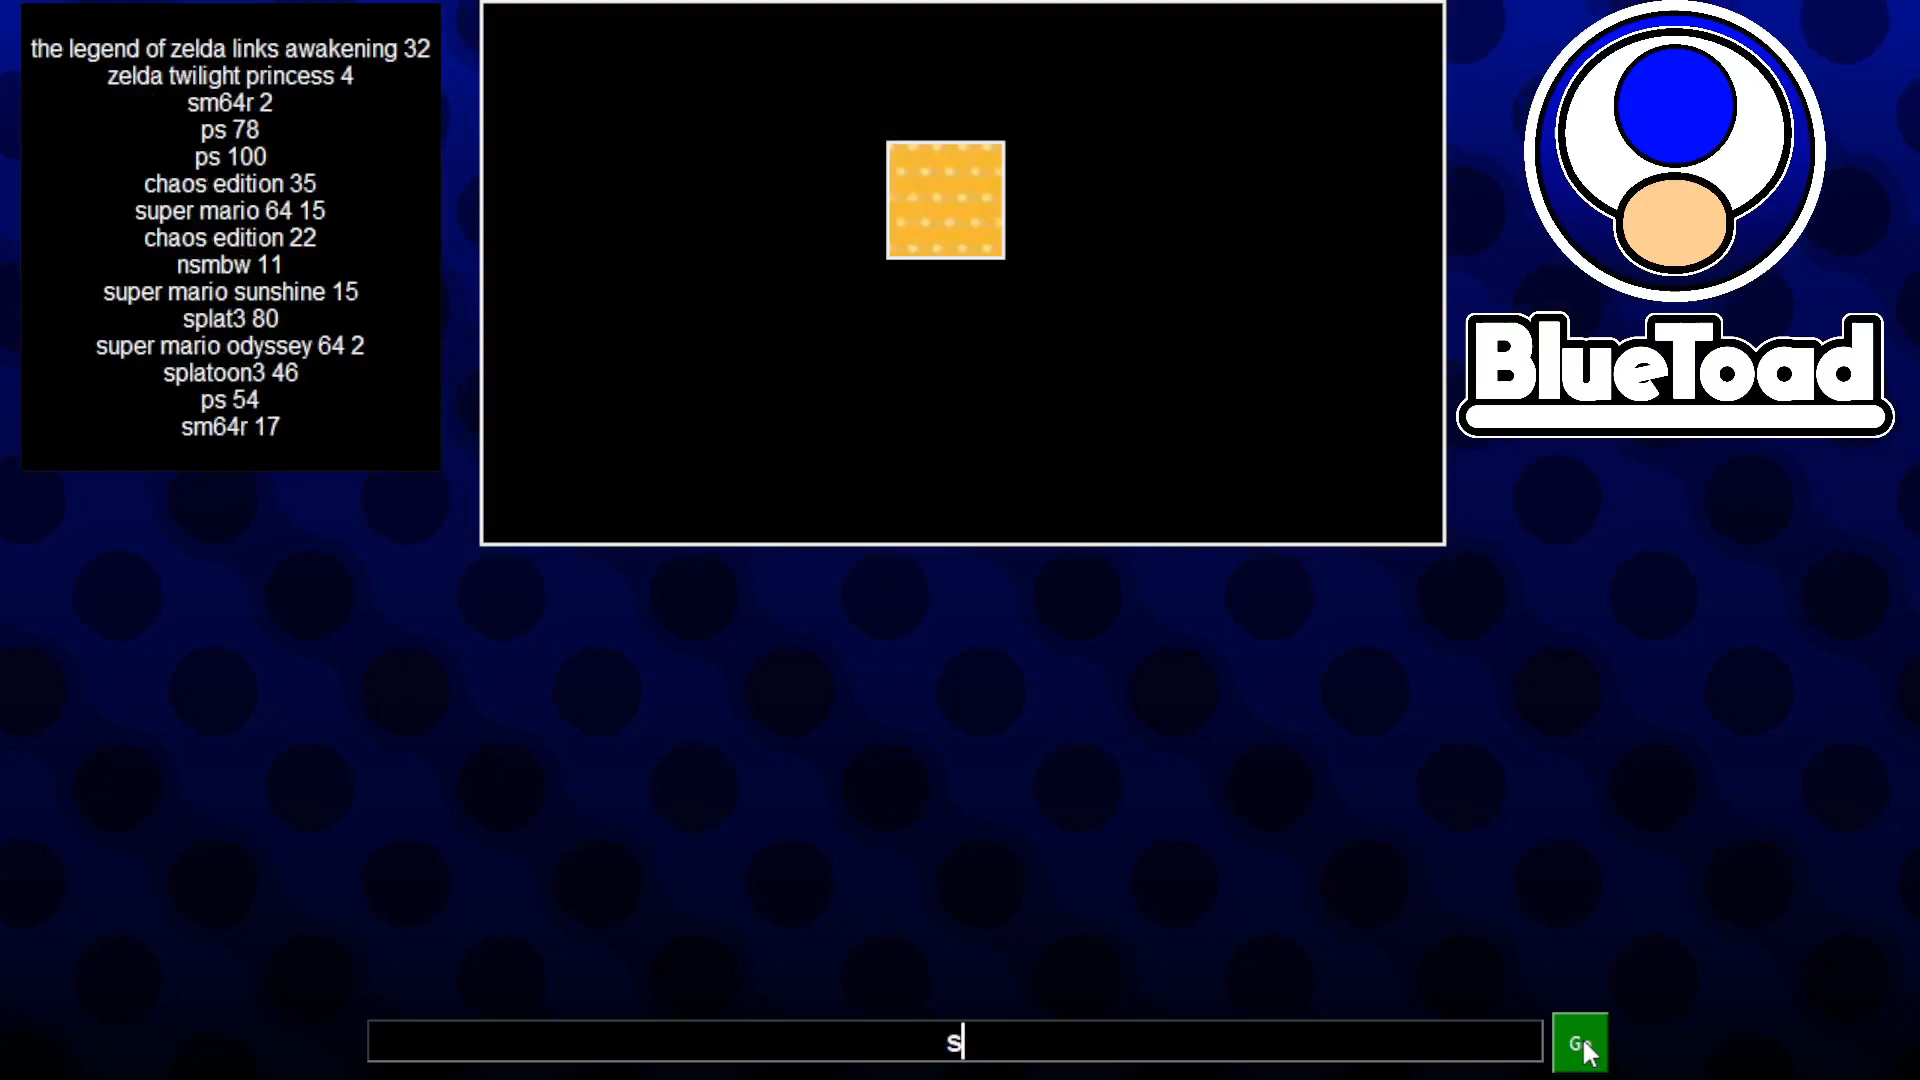 the legend of zelda links awakening 32
zelda twilight princess 4
sm64r 2
ps 78
ps 100
chaos edition 35
super mario 64 15
chaos edition 22
nsmbw 11
super mario sunshine 15
splat3 80
super mario odyssey 64 2
splatoon3 46
ps 54
sm64r 17
BlueToad
s